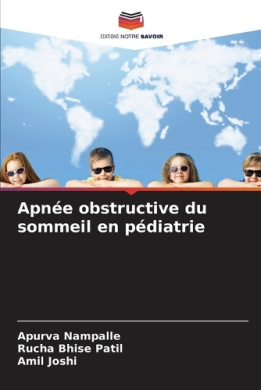 EDITIONS NOTRE SAVOIR
Apnée obstructive du
sommeil en pédiatrie
Apurva Nampalle
Rucha Bhise Patil
Amil Joshi